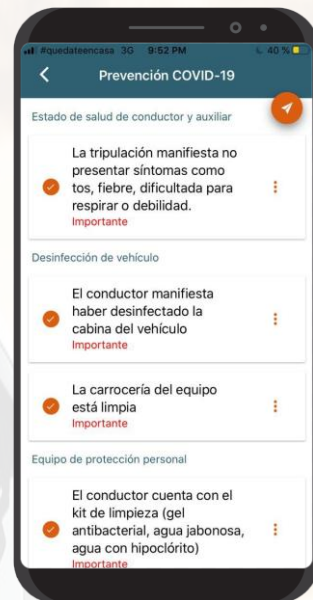 #quedateencasa 3G 9:52 PM 40 %
Prevención COVID-19
Estado de salud de conductor y auxiliar
La tripulación manifiesta no
presentar síntomas como
tos, fiebre, dificultada para
respirar o debilidad.
Importante
Desinfección de vehículo
El conductor manifiesta
haber desinfectado la
cabina del vehículo
Importante
La carrocería del equipo
está limpia
Importante
Equipo de protección personal
El conductor cuenta con el
kit de limpieza (gel
antibacterial, agua jabonosa,
agua con hipoclórito)
Importante